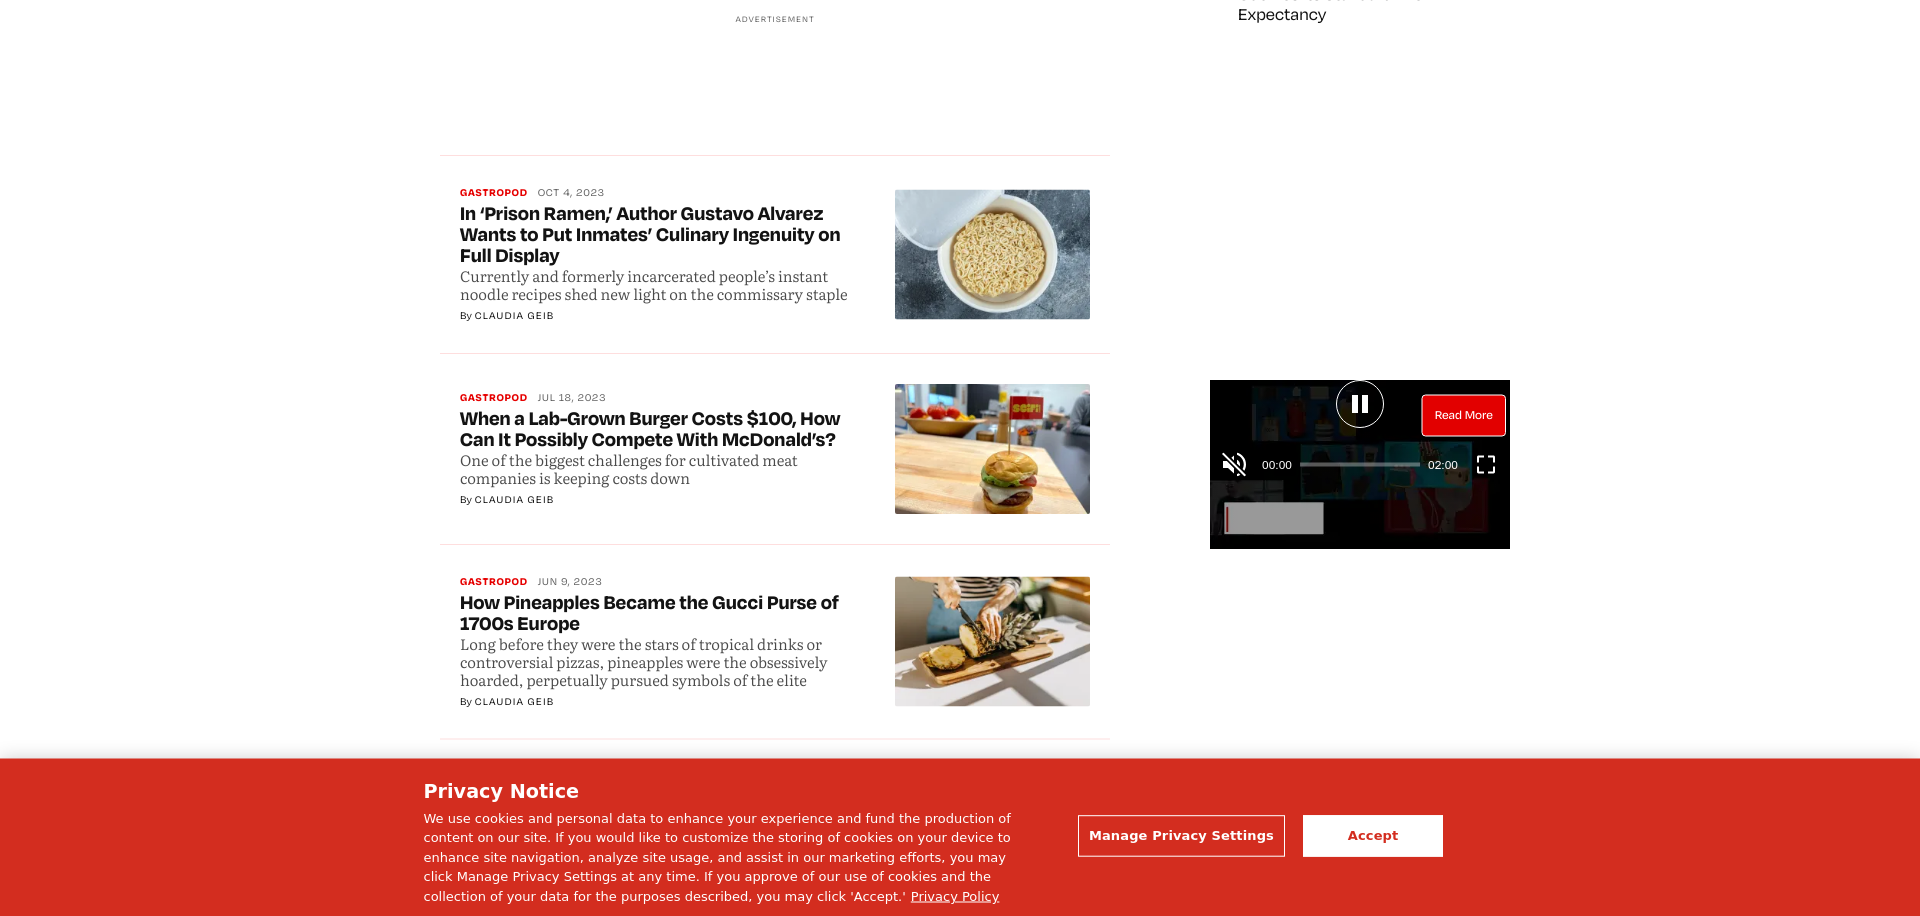 ADVERTISEMENT
Expectancy
GASTROPOD OCT 4, 2023
In ‘Prison Ramen,’ Author Gustavo Alvarez
Wants to Put Inmates’ Culinary Ingenuity on
Full Display
Currently and formerly incarcerated people’s instant
noodle recipes shed new light on the commissary staple
By CLAUDIA GEIB
GASTROPOD JUL 18, 2023
When a Lab-Grown Burger Costs $100, How
Can It Possibly Compete With McDonald’s?
One of the biggest challenges for cultivated meat
companies is keeping costs down
By CLAUDIA GEIB
Read More
00:00 02:00
GASTROPOD JUN 9, 2023
How Pineapples Became the Gucci Purse of
1700s Europe
Long before they were the stars of tropical drinks or
controversial pizzas, pineapples were the obsessively
hoarded, perpetually pursued symbols of the elite
By CLAUDIA GEIB
Privacy Notice
We use cookies and personal data to enhance your experience and fund the production of
content on our site. If you would like to customize the storing of cookies on your device to
enhance site navigation, analyze site usage, and assist in our marketing efforts, you may
click Manage Privacy Settings at any time. If you approve of our use of cookies and the
collection of your data for the purposes described, you may click 'Accept.' Privacy Policy
Manage Privacy Settings
Accept